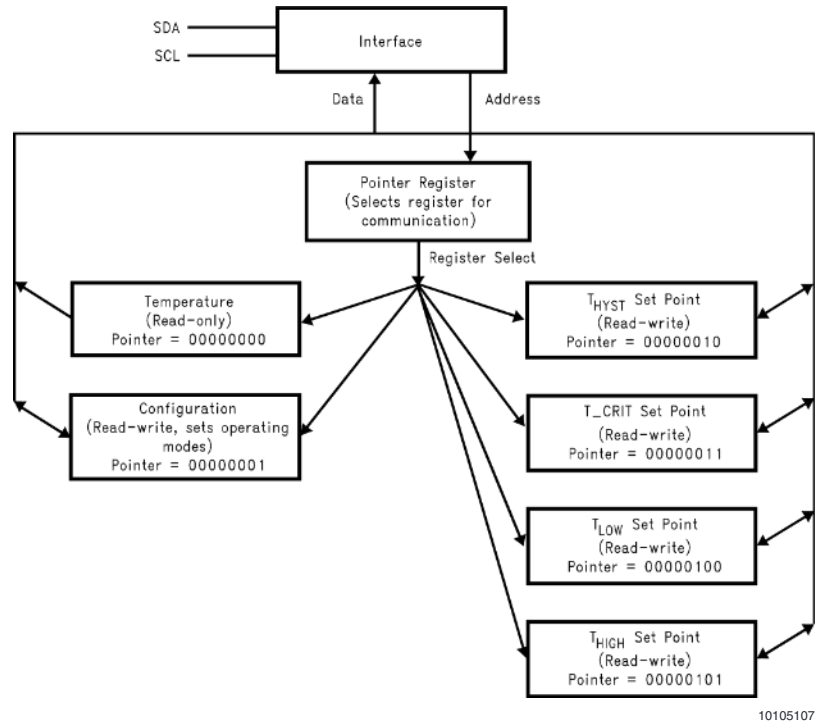 SDA
SCL
Interface
Data
Address
Pointer Register
(Selects register for
communication)
Register Select
Temperature
(Read-only)
Pointer = 00000000
Configuration
(Read-write, sets operating
modes)
Pointer = 00000001
THYST Set Point
(Read-write)
Pointer = 00000010
T_CRIT Set Point
(Read-write)
Pointer = 00000011
TLOW Set Point
(Read-write)
Pointer = 00000100
THIGH Set Point
(Read-write)
Pointer = 00000101
10105107